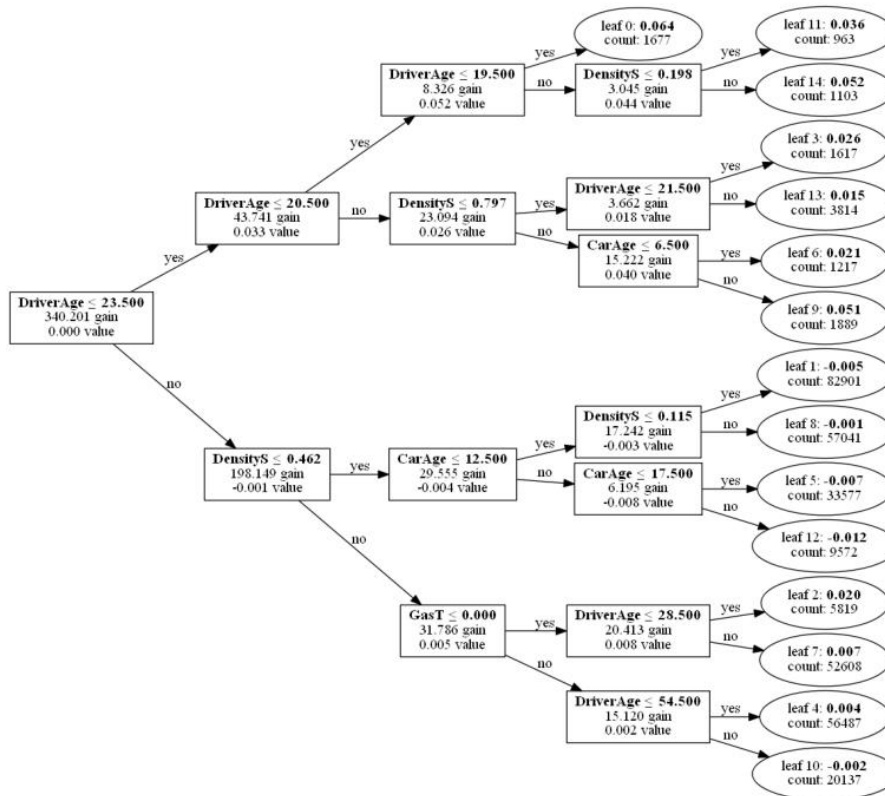 leaf 0: 0.064
count: 1677
leaf 11: 0.036
count: 963
yes
yes
DriverAge ≤ 19.500
8.326 gain
0.052 value
no
DensityS ≤ 0.198
3.045 gain
0.044 value
no
leaf 14: 0.052
count: 1103
yes
leaf 3: 0.026
count: 1617
yes
DriverAge ≤ 20.500
43.741 gain
0.033 value
no
DensityS ≤ 0.797
23.094 gain
0.026 value
yes
DriverAge ≤ 21.500
3.662 gain
0.018 value
no
leaf 13: 0.015
count: 3814
no
CarAge ≤ 6.500
15.222 gain
0.040 value
yes
leaf 6: 0.021
count: 1217
no
leaf 9: 0.051
count: 1889
yes
DriverAge ≤ 23.500
340.201 gain
0.000 value
no
leaf 1: -0.005
count: 82901
yes
DensityS ≤ 0.115
17.242 gain
-0.003 value
no
leaf 8: -0.001
count: 57041
DensityS ≤ 0.462
198.149 gain
-0.001 value
yes
CarAge ≤ 12.500
29.555 gain
-0.004 value
yes
no
CarAge ≤ 17.500
6.195 gain
-0.008 value
yes
leaf 5: -0.007
count: 33577
no
leaf 12: -0.012
count: 9572
no
GasT ≤ 0.000
31.786 gain
0.005 value
yes
DriverAge ≤ 28.500
20.413 gain
0.008 value
yes
leaf 2: 0.020
count: 5819
no
leaf 7: 0.007
count: 52608
no
DriverAge ≤ 54.500
15.120 gain
0.002 value
yes
leaf 4: 0.004
count: 56487
no
leaf 10: -0.002
count: 20137